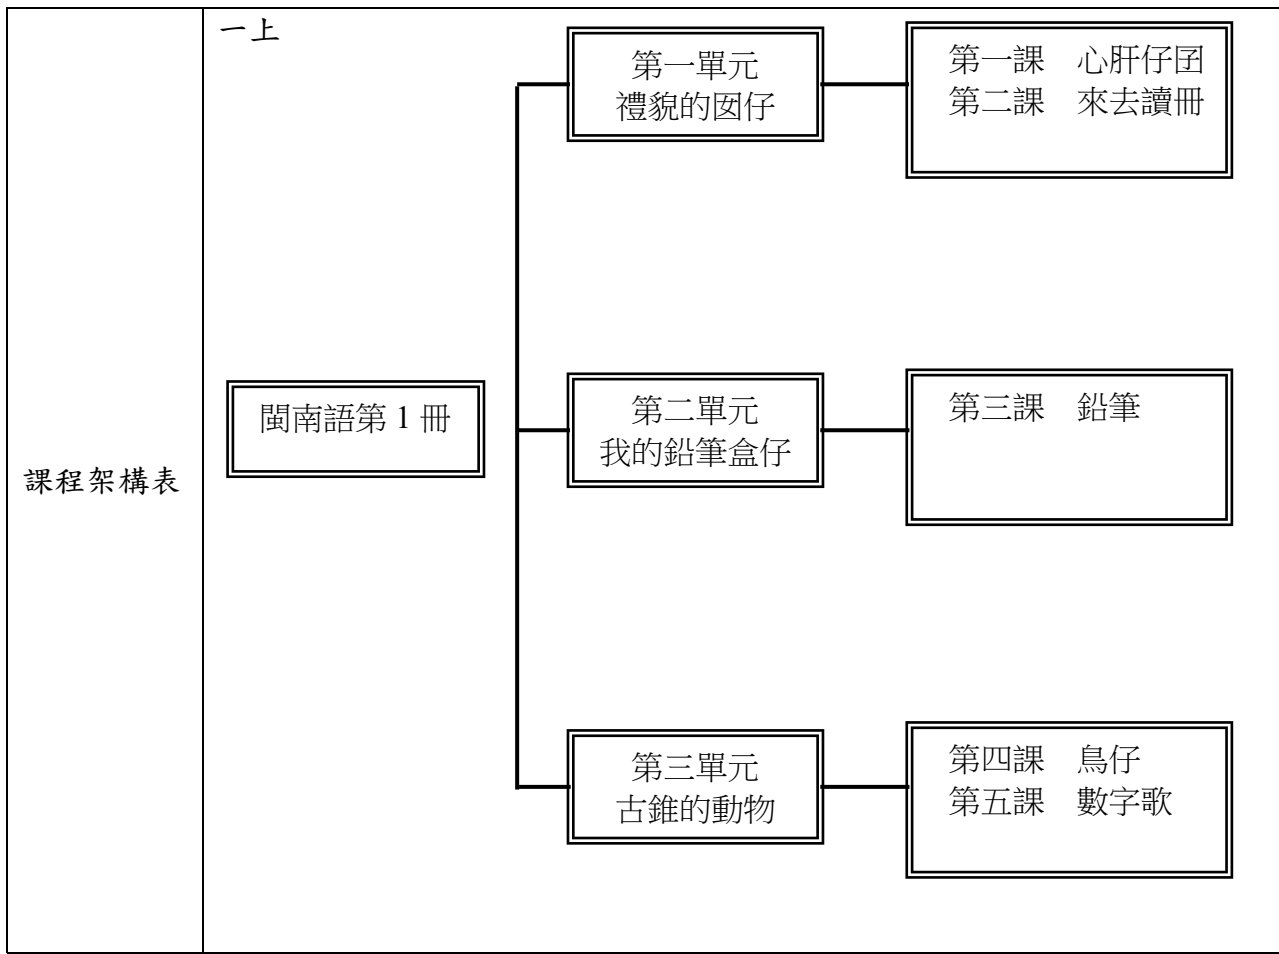 課程架構表
一上
閩南語第 1 冊
第一單元
禮貌的囡仔
第一課 心肝仔囝
第二課 來去讀冊
第二單元
我的鉛筆盒仔
第三課 鉛筆
第三單元
古錐的動物
第四課 鳥仔
第五課 數字歌